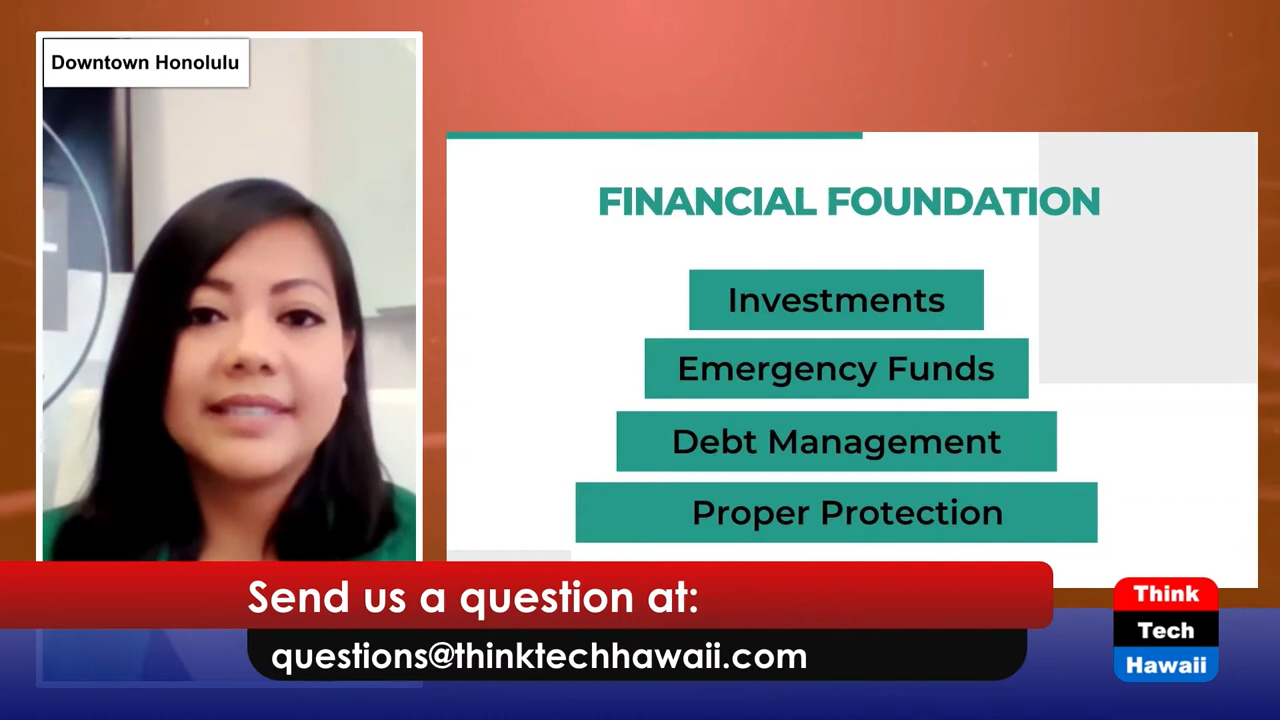 Downtown Honolulu
FINANCIAL FOUNDATION
Investments
Emergency Funds
Debt Management
Proper Protection
Send us a question at:
questions@thinktechhawaii.com
Think
Tech
Hawaii